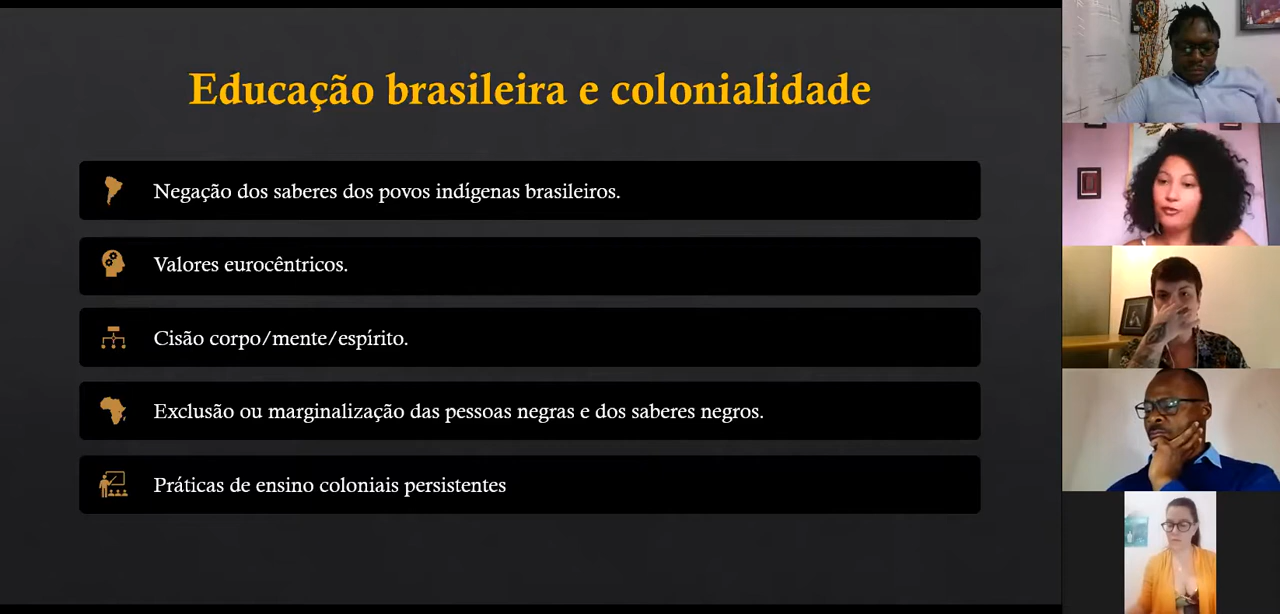 Educação brasileira e colonialidade
Negação dos saberes dos povos indígenas brasileiros.
Valores eurocêntricos.
Cisão corpo/mente/espírito.
Exclusão ou marginalização das pessoas negras e dos saberes negros.
Práticas de ensino coloniais persistentes